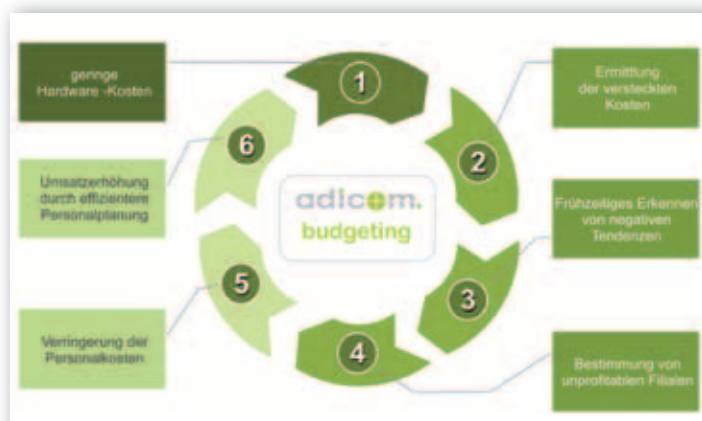 geringe
Hardware -Kosten
1
Ermittlung
der versteckten
Kosten
2
Frühzeitiges Erkennen
von negativen
Tendenzen
3
Bestimmung von
unprofitablen Filialen
4
Verringerung der
Personalkosten
5
Umsatzerhöhung
durch effizientem
Personalplanung
6
adicom.
budgeting